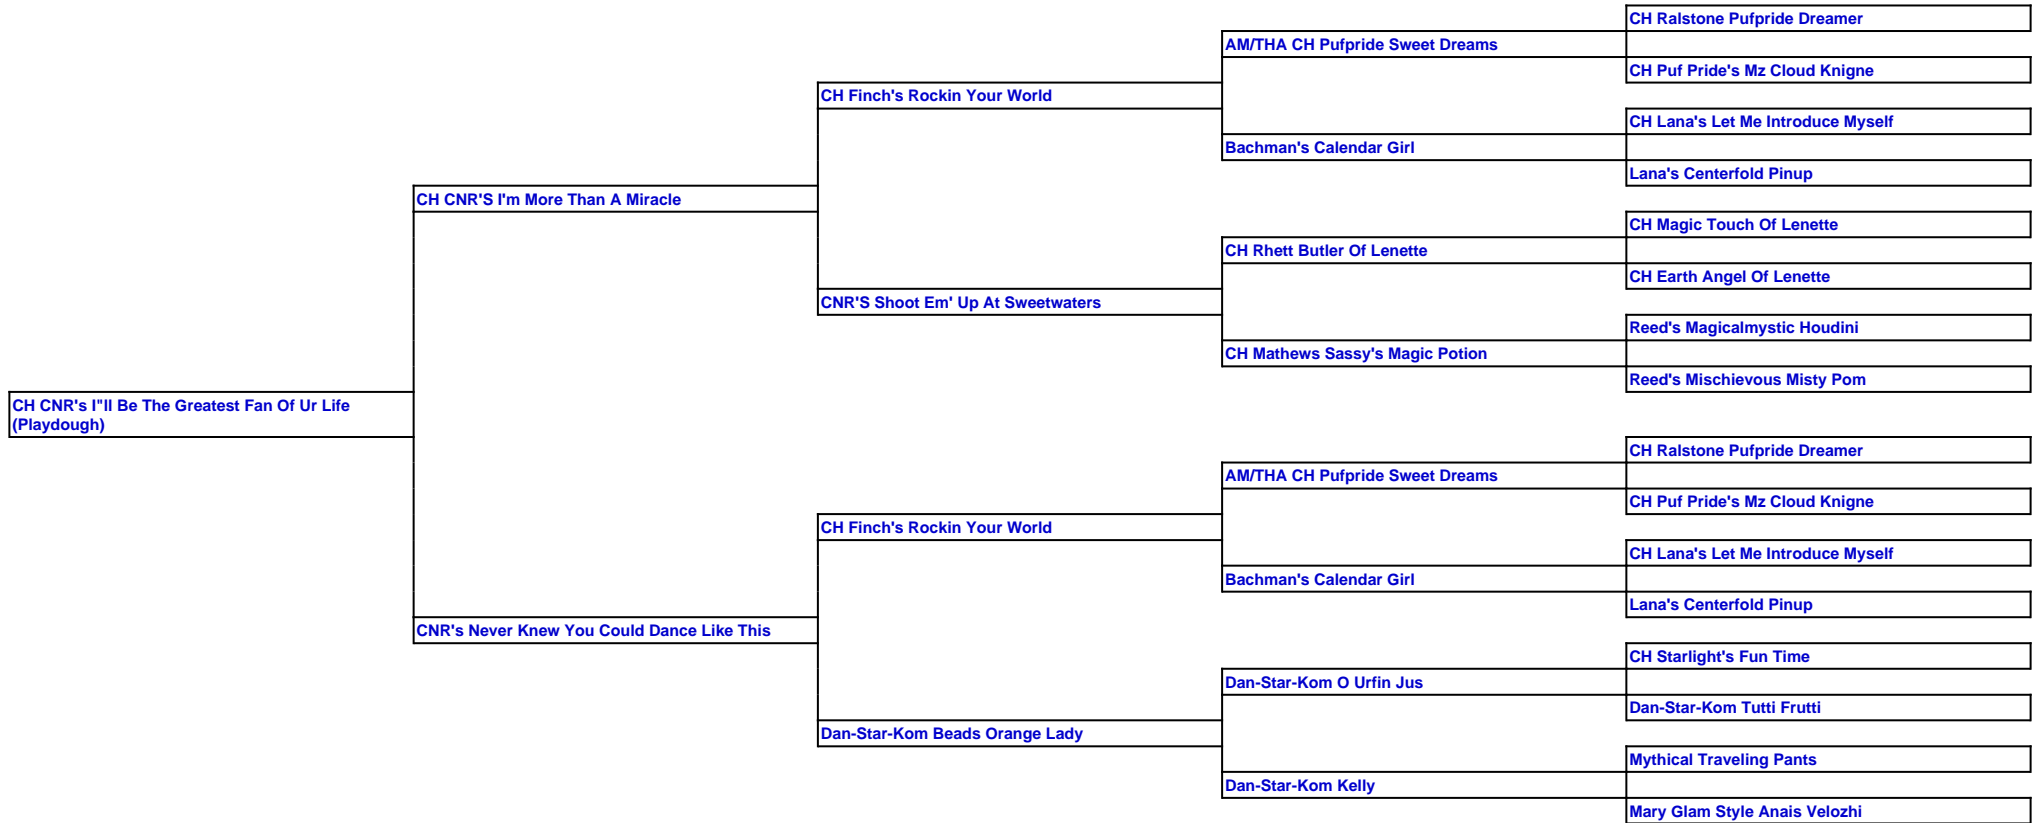 CH Ralstone Pufpride Dreamer
AM/THA CH Pufpride Sweet Dreams
CH Puf Pride's Mz Cloud Knigne
CH Finch's Rockin Your World
CH Lana's Let Me Introduce Myself
Bachman's Calendar Girl
Lana's Centerfold Pinup
CH CNR'S I'm More Than A Miracle
CH Magic Touch Of Lenette
CH Rhett Butler Of Lenette
CH Earth Angel Of Lenette
CNR'S Shoot Em' Up At Sweetwaters
Reed's Magicalmystic Houdini
CH Mathews Sassy's Magic Potion
Reed's Mischievous Misty Pom
CH CNR's I"ll Be The Greatest Fan Of Ur Life
(Playdough)
CH Ralstone Pufpride Dreamer
AM/THA CH Pufpride Sweet Dreams
CH Puf Pride's Mz Cloud Knigne
CH Finch's Rockin Your World
CH Lana's Let Me Introduce Myself
Bachman's Calendar Girl
Lana's Centerfold Pinup
CNR's Never Knew You Could Dance Like This
CH Starlight's Fun Time
Dan-Star-Kom O Urfin Jus
Dan-Star-Kom Tutti Frutti
Dan-Star-Kom Beads Orange Lady
Mythical Traveling Pants
Dan-Star-Kom Kelly
Mary Glam Style Anais Velozhi